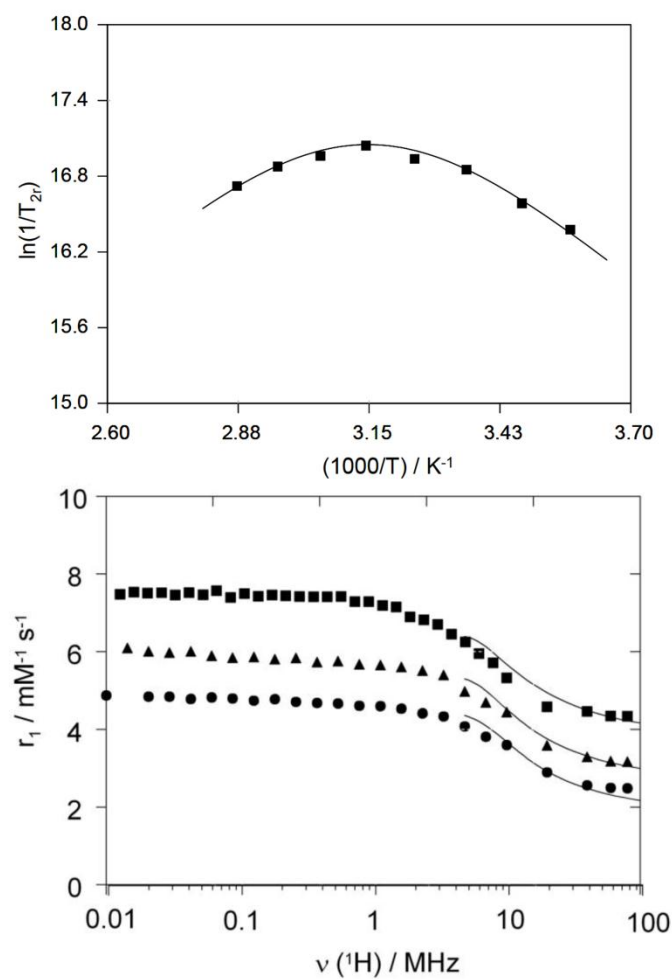 18.0
17.4
16.8
16.2
15.6
15.0
ln(1/T2r)
2.60 2.88 3.15 3.43 3.70
(1000/T) / K-1
10
8
6
4
2
0
r1 / mM-1 s-1
0.01 0.1 1 10 100
ν (1H) / MHz